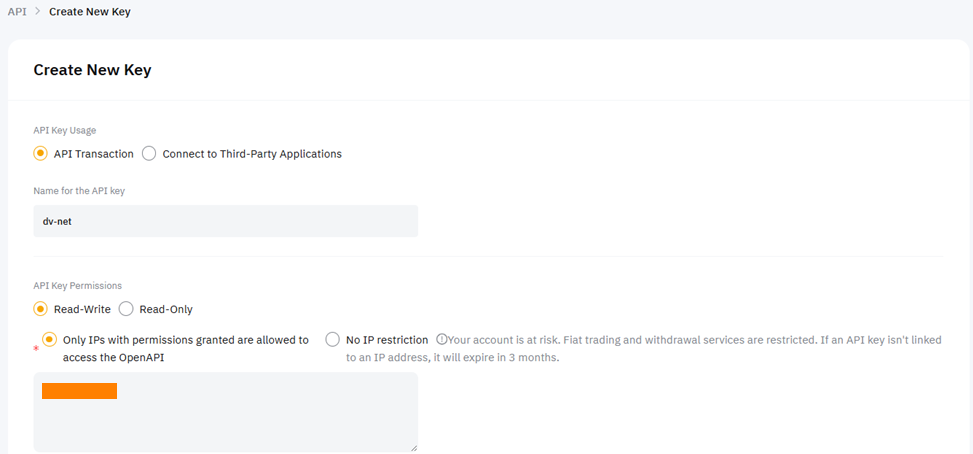 API > Create New Key
Create New Key
API Key Usage
API Transaction Connect to Third-Party Applications
Name for the API key
dv-net
API Key Permissions
Read-Write Read-Only
* Only IPs with permissions granted are allowed to access the OpenAPI
No IP restriction Your account is at risk. Fiat trading and withdrawal services are restricted. If an API key isn't linked
to an IP address, it will expire in 3 months.